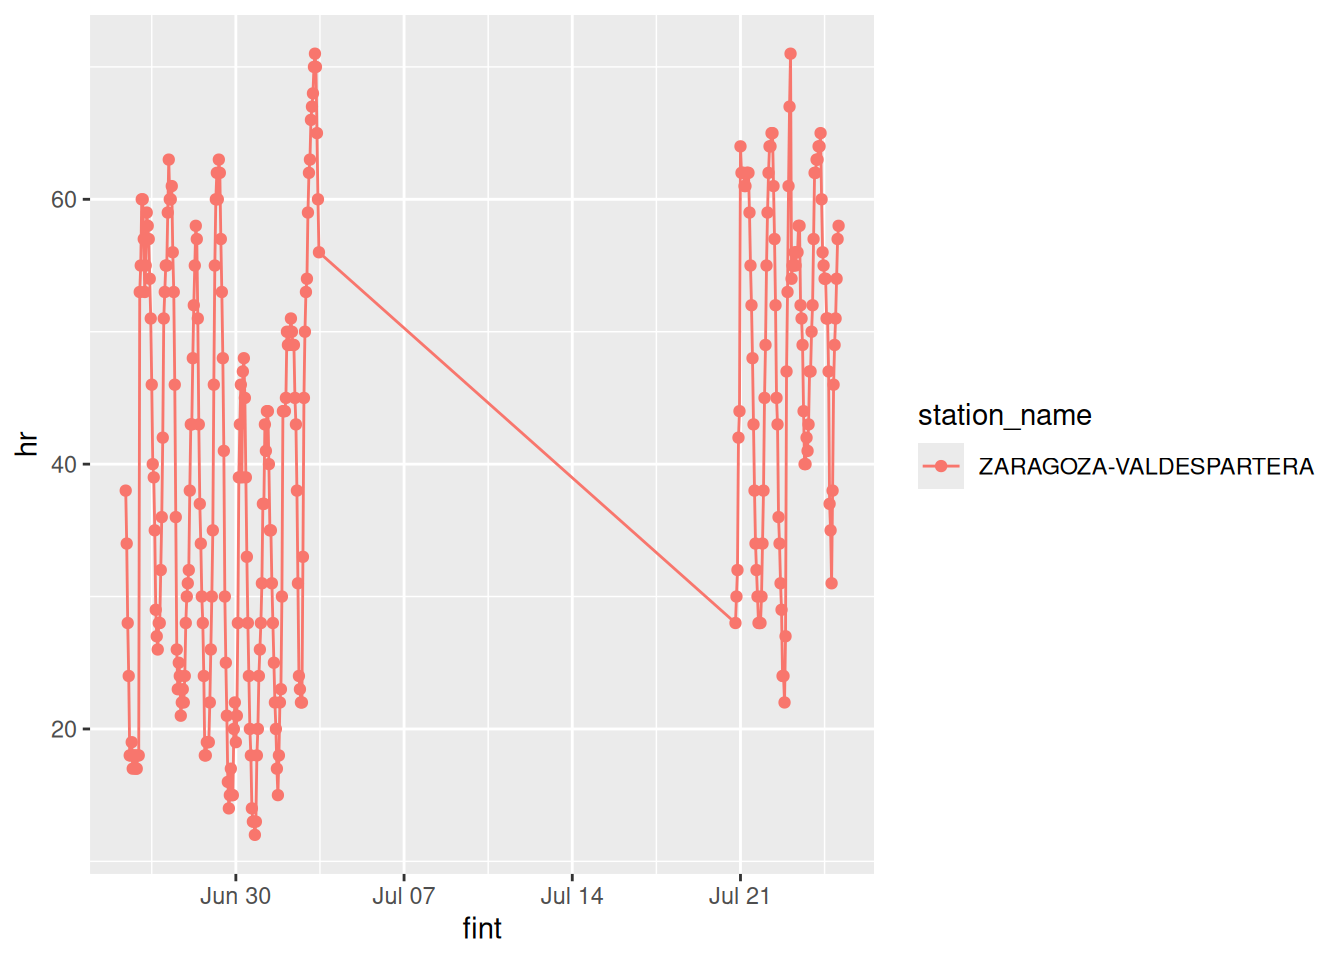 60
40
20
hr
Jun 30
Jul 07
Jul 14
Jul 21
fint
station_name
ZARAGOZA-VALDESPARTERA